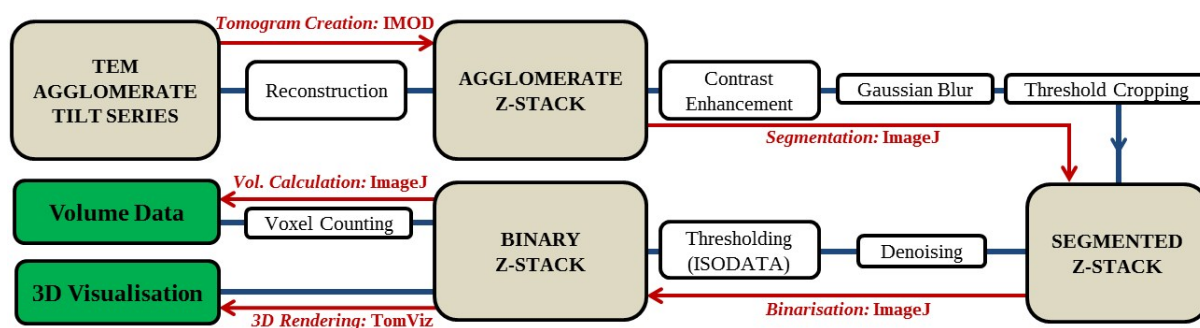 Tomogram Creation: IMOD
TEM
AGGLOMERATE
TILT SERIES
Reconstruction
AGGLOMERATE
Z-STACK
Contrast
Enhancement
Gaussian Blur
Threshold Cropping
Segmentation: ImageJ
Vol. Calculation: ImageJ
Volume Data
Voxel Counting
BINARY
Z-STACK
Thresholding
(ISODATA)
Denoising
SEGMENTED
Z-STACK
3D Visualisation
3D Rendering: TomViz
Binarisation: ImageJ